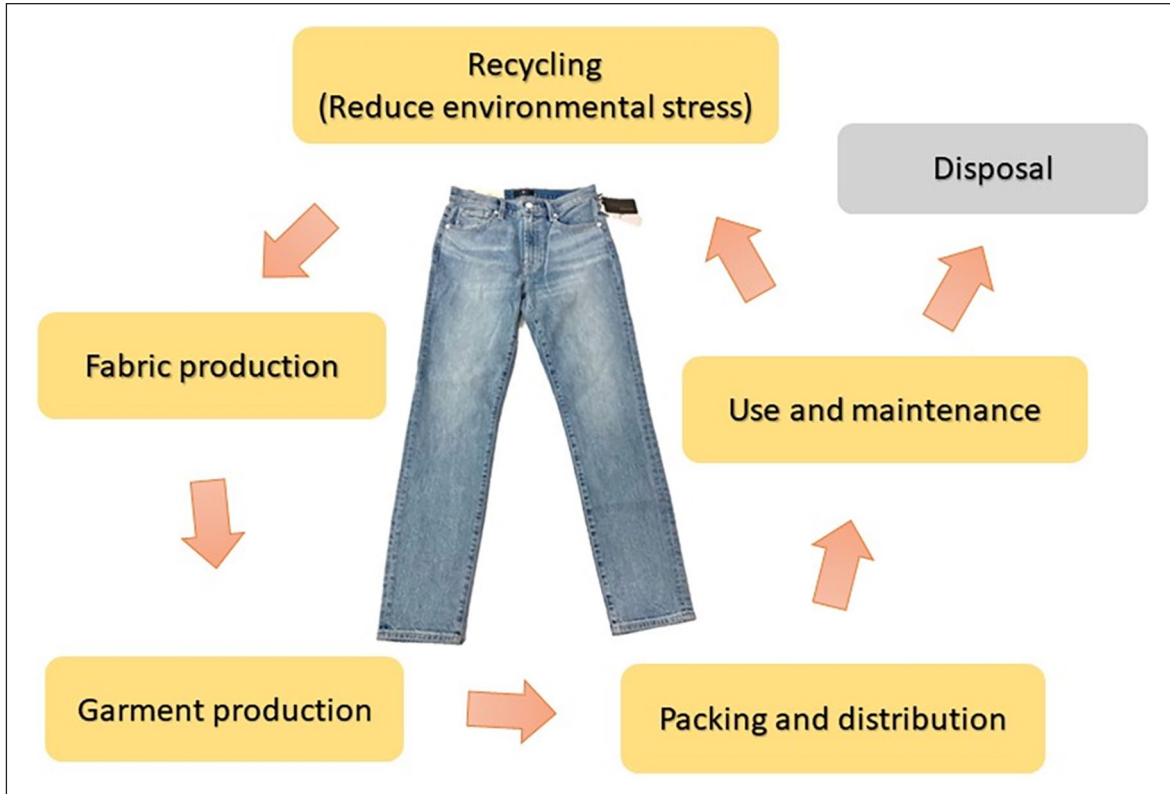 Recycling
(Reduce environmental stress)
Disposal
Fabric production
Use and maintenance
Garment production
Packing and distribution